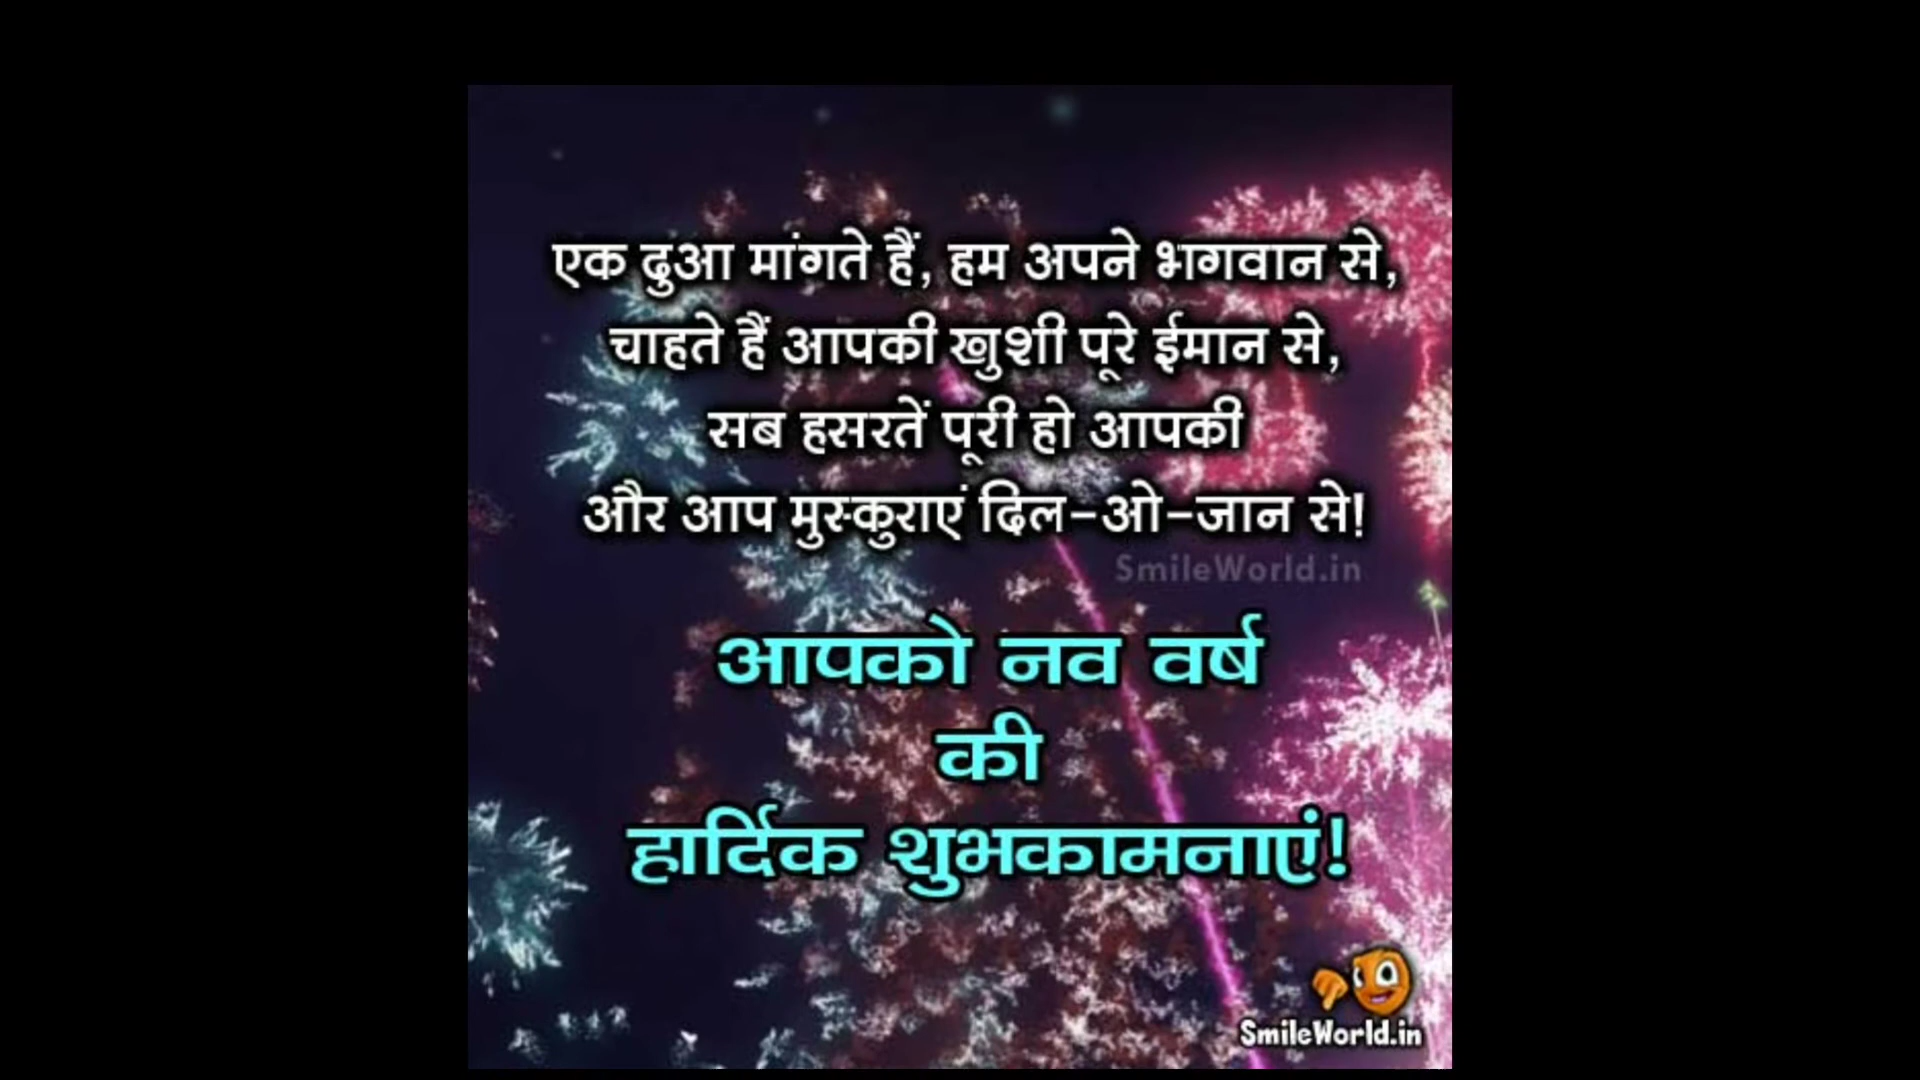 एक दुआ मांगते हैं, हम अपने भगवान से,
चाहते हैं आपकी खुशी पूरे ईमान से,
सब हसरतें पूरी हो आपकी
और आप मुस्कुराएं दिल-ओ-जान से!
SmileWorld.in
आपको नव वर्ष
की
हार्दिक शुभकामनाएं!
SmileWorld.in